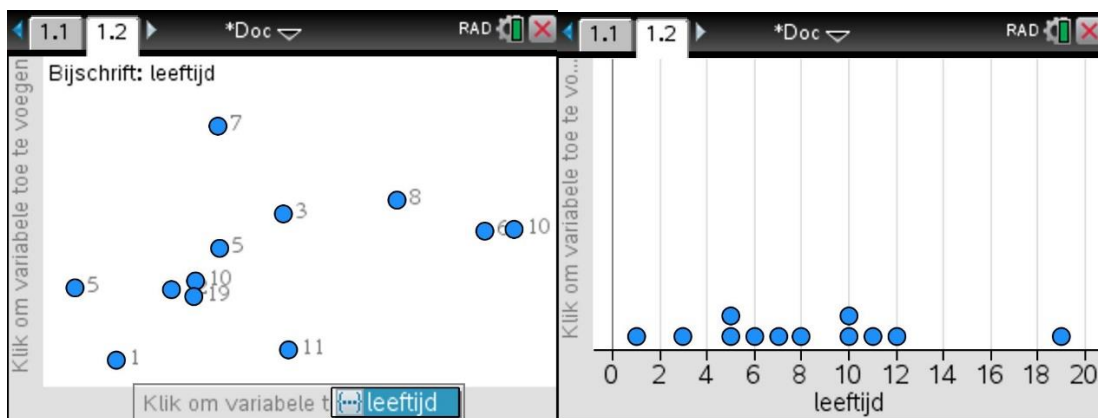 1.1 1.2 *Doc RAD
Klik om variabele toe te voegen
Bijschrift: leeftijd
7
8
3
6 10
5
10
5
19
11
1
Klik om variabele t leeftijd
1.1 1.2 *Doc RAD
Klik om variabele toe te vo...
0 2 4 6 8 10 12 14 16 18 20
leeftijd